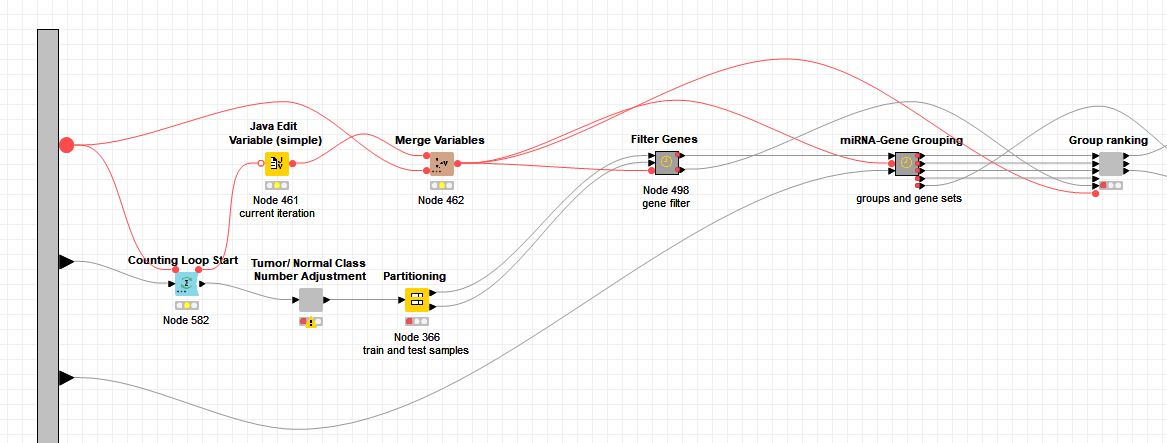 Java Edit
Variable (simple)
Node 461
current iteration
Merge Variables
Node 462
Filter Genes
Node 498
gene filter
miRNA-Gene Grouping
groups and gene sets
Group ranking
Counting Loop Start
Node 582
Tumor/ Normal Class
Number Adjustment
Partitioning
Node 366
train and test samples